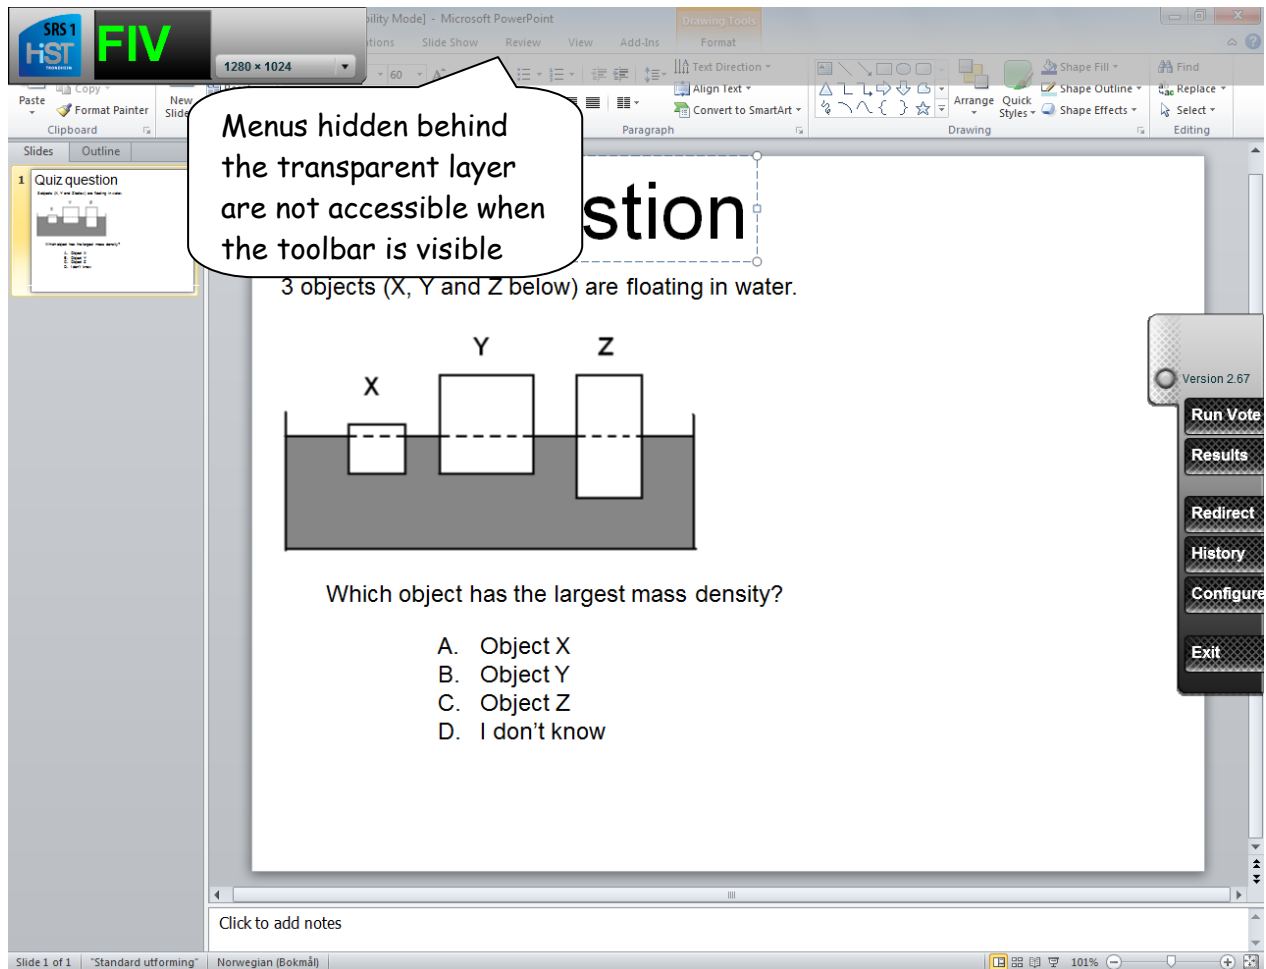 SRS 1
HiST
TRONDHEIM
FIV
1280 × 1024
bility Mode] - Microsoft PowerPoint
Drawing Tools
Slide Show Review View Add-Ins Format
Paste
Copy
Format Painter
Clipboard
New
60
Text Direction
Align Text
Convert to SmartArt
Paragraph
Arrange
Quick
Styles
Shape Fill
Shape Outline
Shape Effects
Drawing
Find
Replace
Select
Editing
Menus hidden behind
the transparent layer
are not accessible when
the toolbar is visible
Slides Outline
1
Quiz question
stion
3 objects (X, Y and Z below) are floating in water.
X
Y
Z
Which object has the largest mass density?
A. Object X
B. Object Y
C. Object Z
D. I don't know
Version 2.67
Run Vote
Results
Redirect
History
Configure
Exit
Click to add notes
Slide 1 of 1 "Standard utforming" Norwegian (Bokmål) 101%